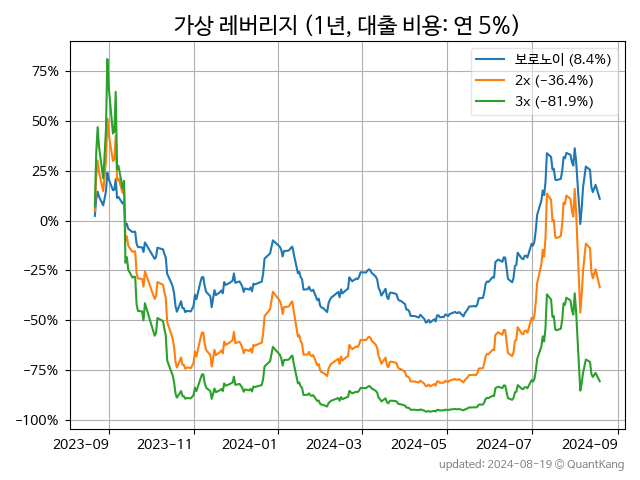 가상 레버리지 (1년, 대출 비용: 연 5%)
보로노이 (8.4%)
2x (−36.4%)
3x (−81.9%)
75%
50%
25%
0%
−25%
−50%
−75%
−100%
2023-09 2023-11 2024-01 2024-03 2024-05 2024-07 2024-09
updated: 2024-08-19 © QuantKang